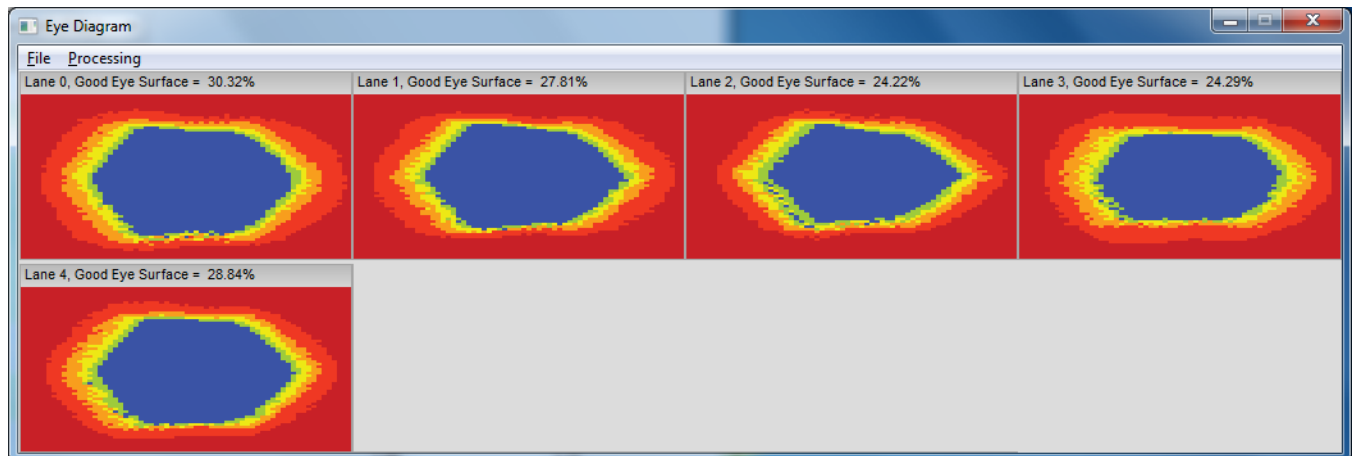 Eye Diagram
File Processing
Lane 0, Good Eye Surface = 30.32%
Lane 1, Good Eye Surface = 27.81%
Lane 2, Good Eye Surface = 24.22%
Lane 3, Good Eye Surface = 24.29%
Lane 4, Good Eye Surface = 28.84%